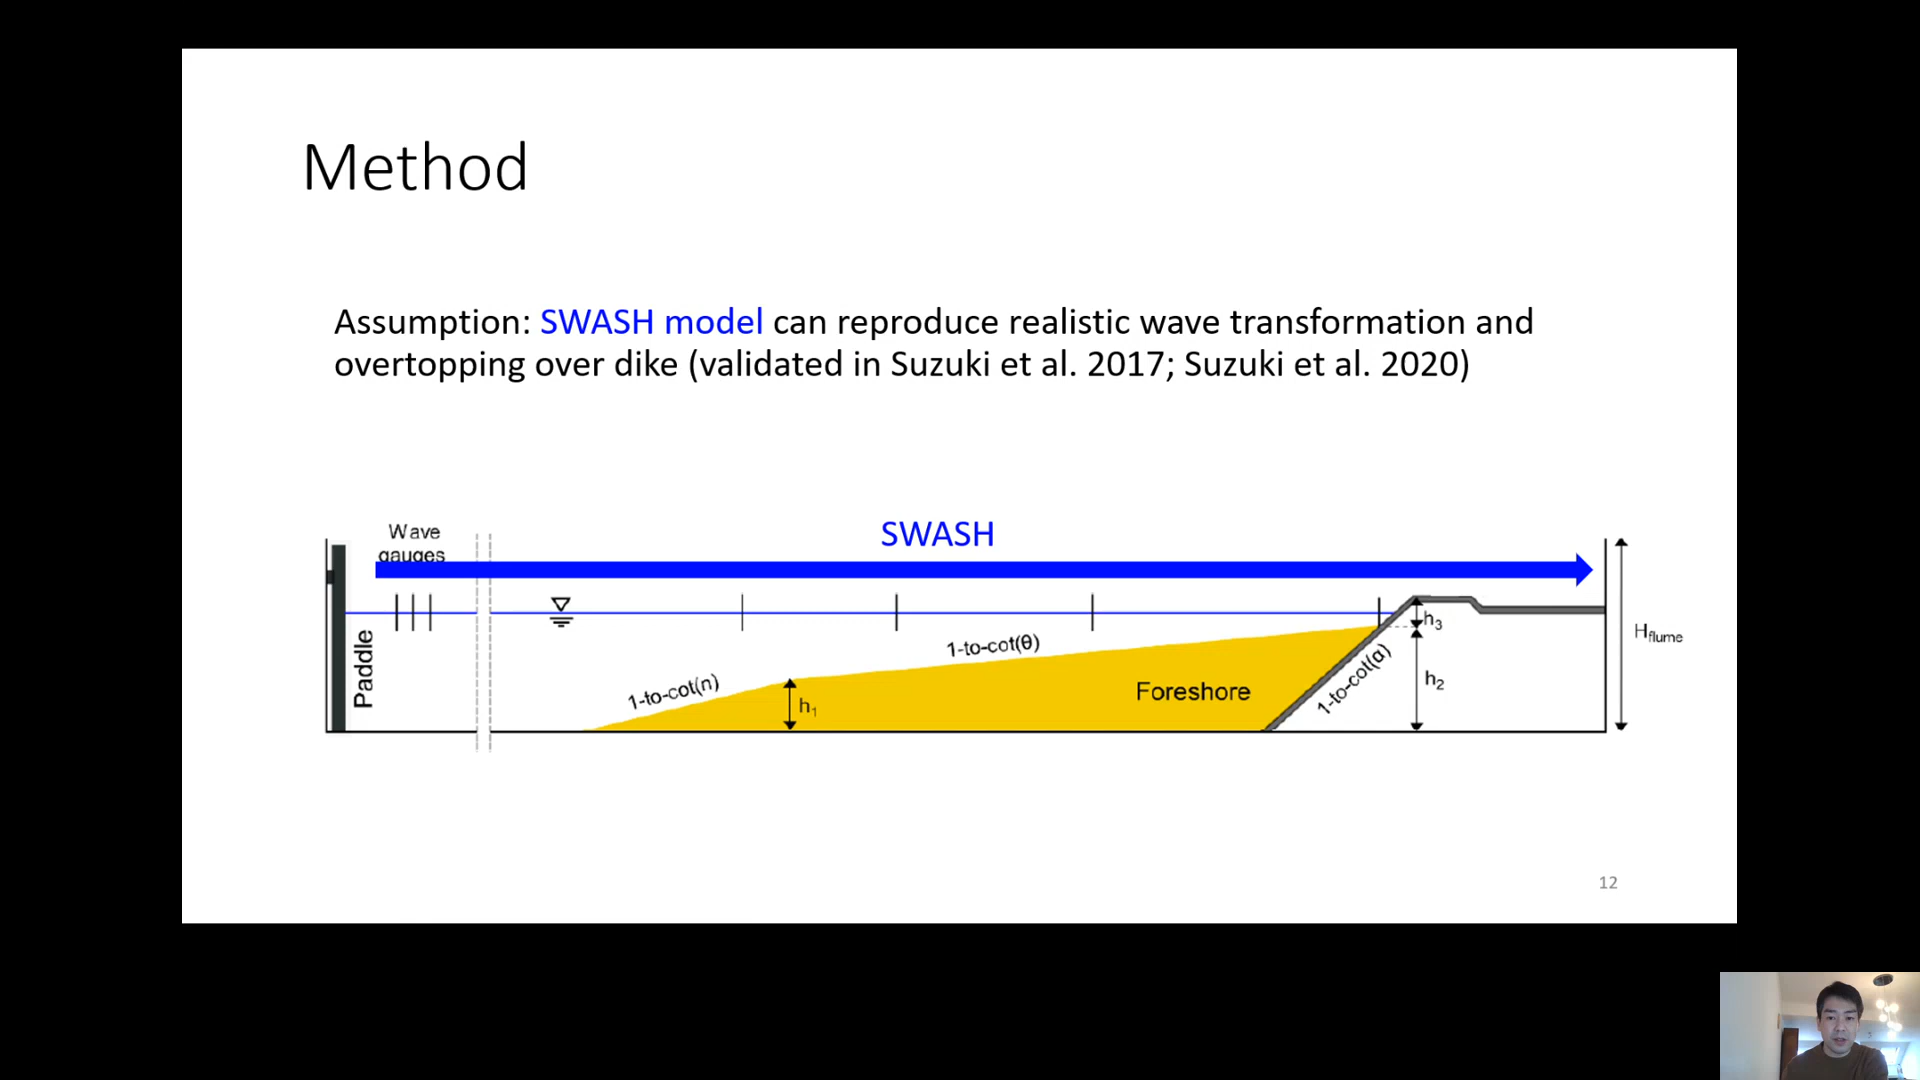 Method
Assumption: SWASH model can reproduce realistic wave transformation and
overtopping over dike (validated in Suzuki et al. 2017; Suzuki et al. 2020)
SWASH
Wave
gauges
Paddle
1-to-cot(n)
h1
1-to-cot(θ)
Foreshore
1-to-cot(α)
h3
h2
Hflume
12